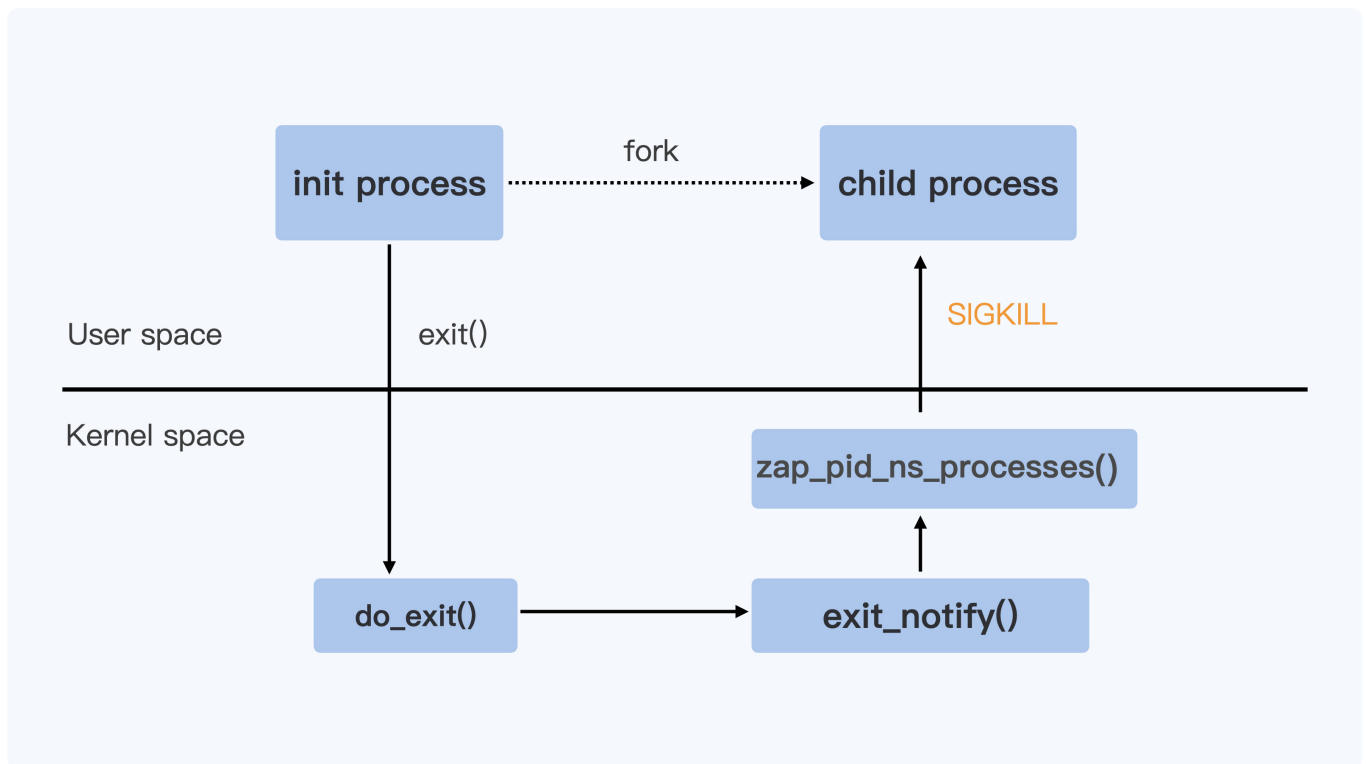 fork
init process
child process
SIGKILL
User space
exit()
Kernel space
zap_pid_ns_processes()
do_exit()
exit_notify()